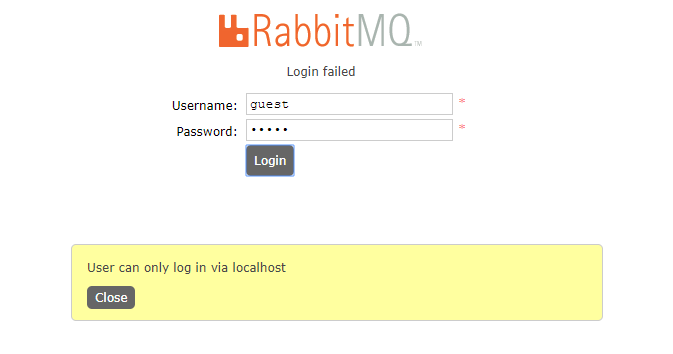 RabbitMQ™
Login failed
Username: guest *
Password: ••••• *
Login
User can only log in via localhost
Close